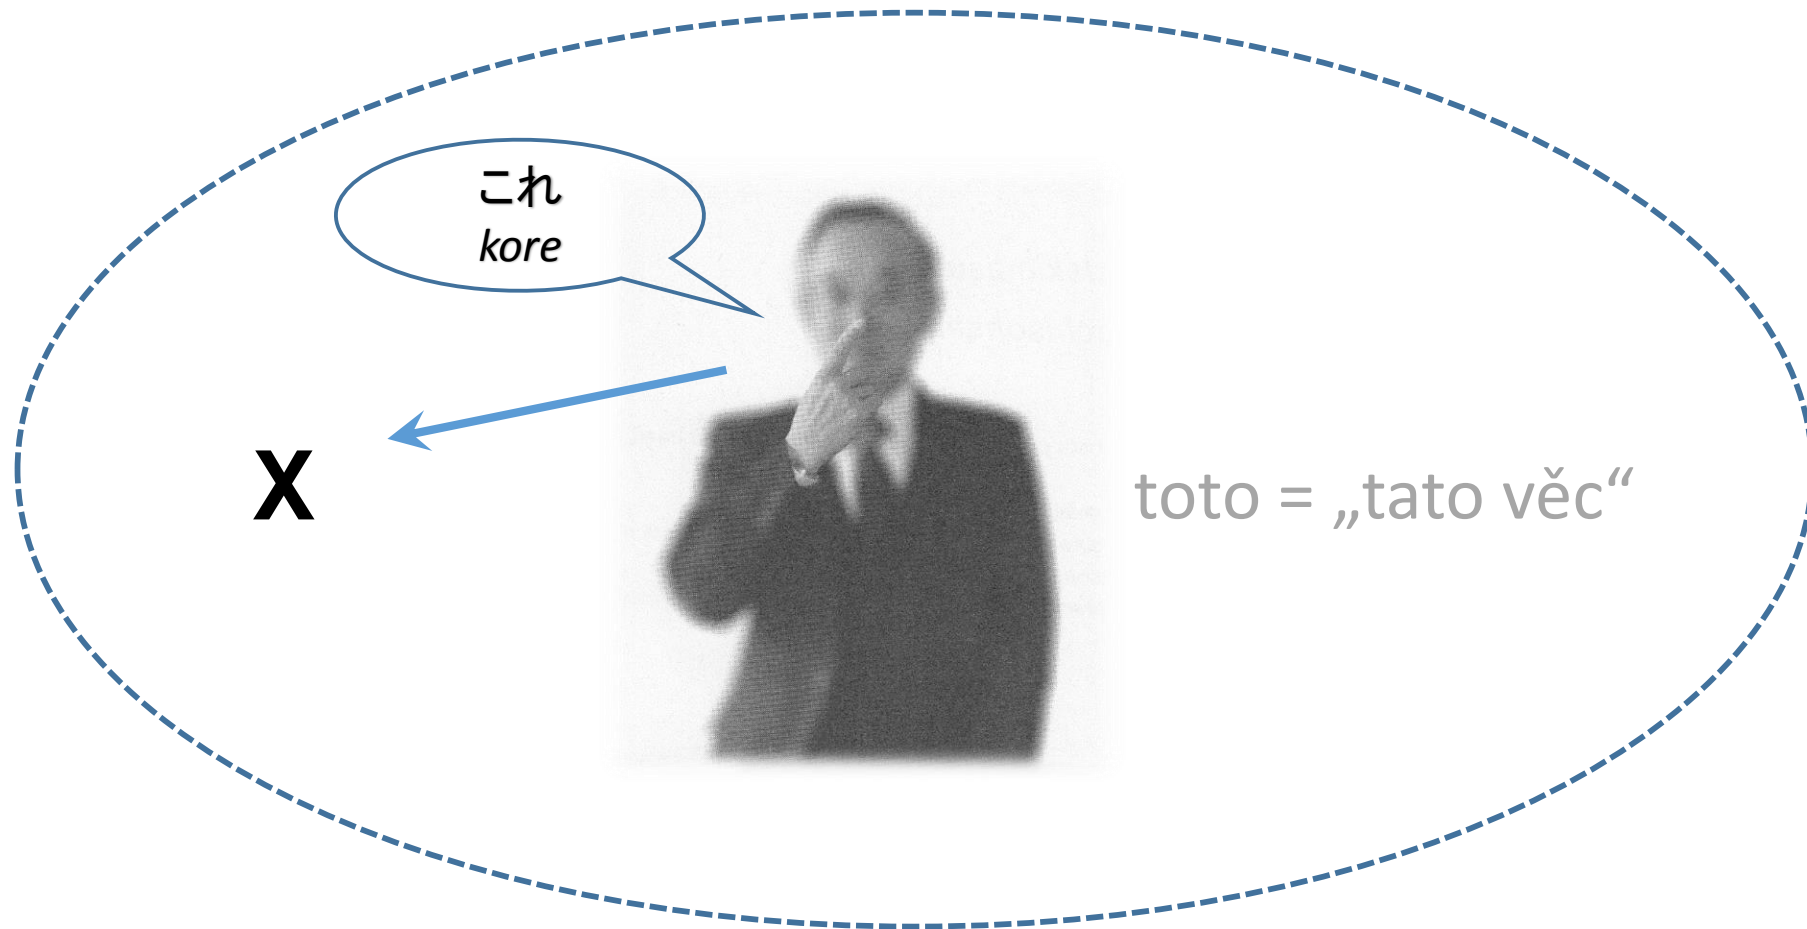 これ
kore
X
toto = „tato věc“